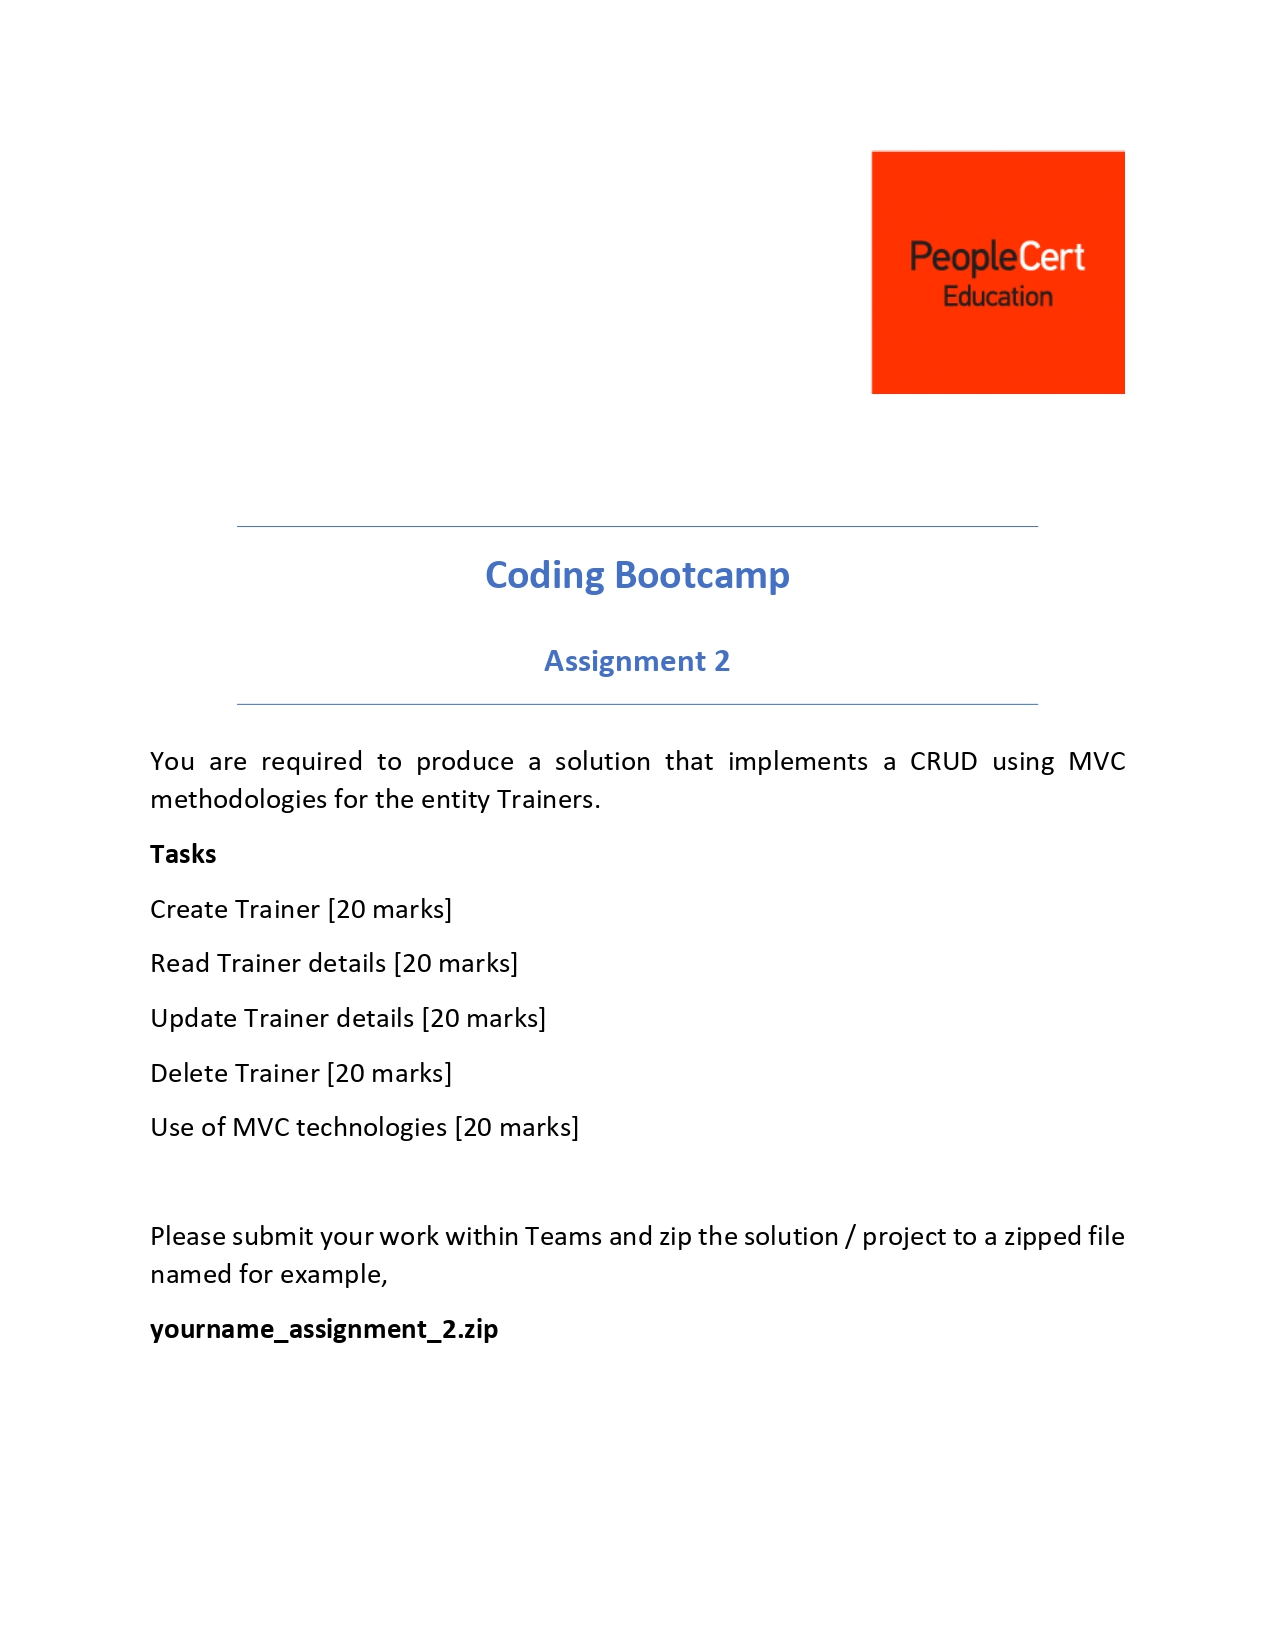 PeopleCert
Education
Coding Bootcamp
Assignment 2
You are required to produce a solution that implements a CRUD using MVC
methodologies for the entity Trainers.
Tasks
Create Trainer [20 marks]
Read Trainer details [20 marks]
Update Trainer details [20 marks]
Delete Trainer [20 marks]
Use of MVC technologies [20 marks]
Please submit your work within Teams and zip the solution / project to a zipped file
named for example,
yourname_assignment_2.zip